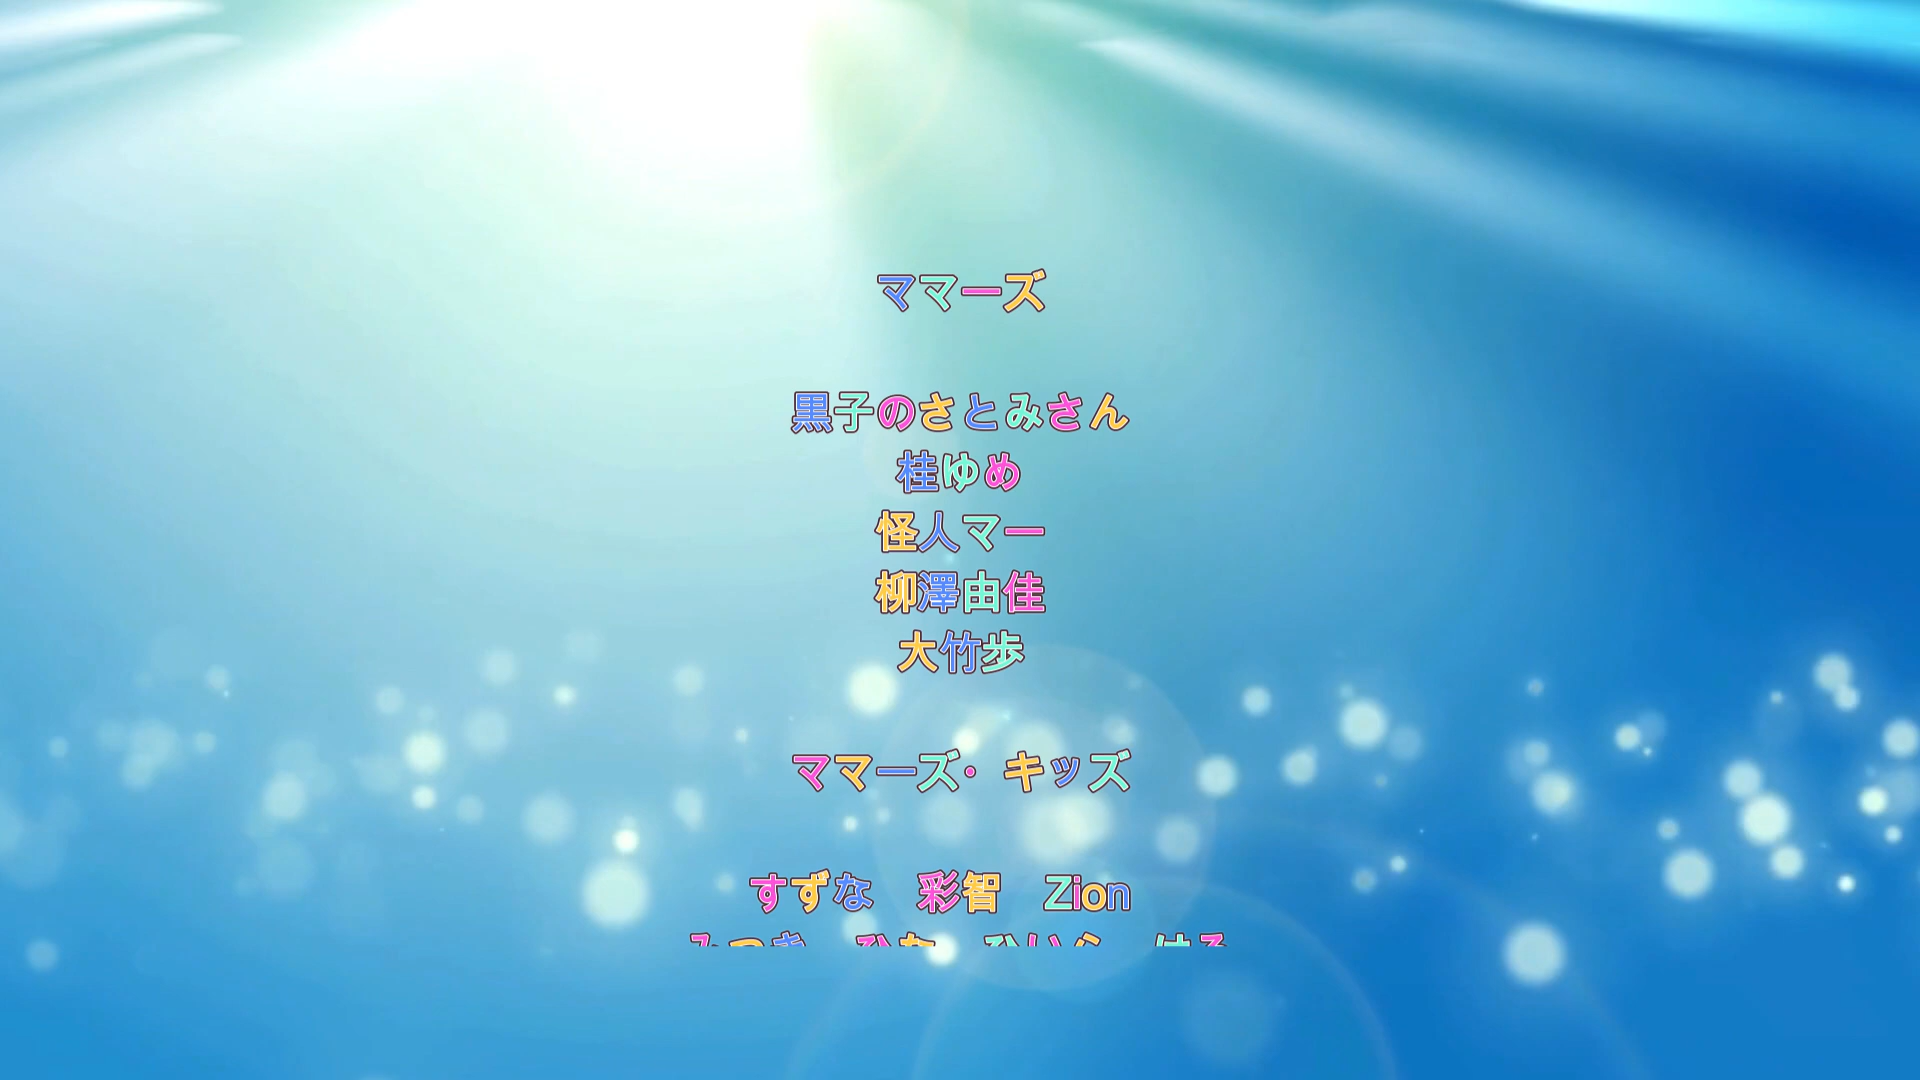 ママーズ
黒子のさとみさん
桂ゆめ
怪人マー
柳澤由佳
大竹歩
ママーズ・キッズ
すずな　彩智　Zion